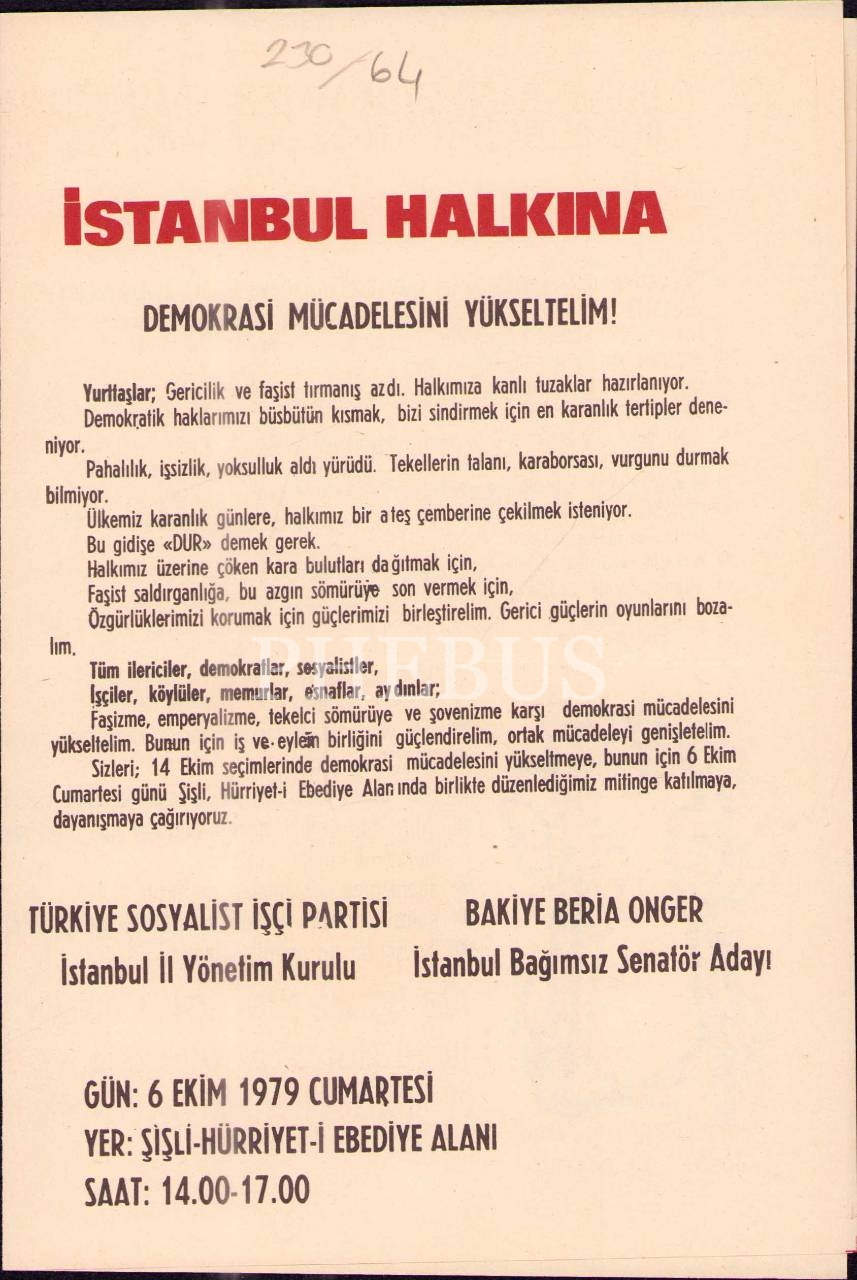 230/64
İSTANBUL HALKINA
DEMOKRASİ MÜCADELESİNİ YÜKSELTELİM!
Yurttaşlar; Gericilik ve faşist tırmanış azdı. Halkımıza kanlı tuzaklar hazırlanıyor.
Demokratik haklarımızı büsbütün kısmak, bizi sindirmek için en karanlık tertipler dene-
niyor.
Pahalılık, işsizlik, yoksulluk aldı yürüdü. Tekellerin talanı, karaborsası, vurgunu durmak
bilmiyor.
Ülkemiz karanlık günlere, halkımız bir ateş çemberine çekilmek isteniyor.
Bu gidişe «DUR» demek gerek.
Halkımız üzerine çöken kara bulutları dağıtmak için,
Faşist saldırganlığa, bu azgın sömürüye son vermek için,
Özgürlüklerimizi korumak için güçlerimizi birleştirelim. Gerici güçlerin oyunlarını boza-
lım.
PHEBUS
Tüm ilericiler, demokratlar, sosyalistler,
İşçiler, köylüler, memurlar, esnaflar, aydınlar;
Faşizme, emperyalizme, tekelci sömürüye ve şovenizme karşı demokrasi mücadelesini
yükseltelim. Bunun için iş ve eylem birliğini güçlendirelim, ortak mücadeleyi genişletelim.
Sizleri; 14 Ekim seçimlerinde demokrasi mücadelesini yükseltmeye, bunun için 6 Ekim
Cumartesi günü Şişli, Hürriyet-i Ebediye Alanında birlikte düzenlediğimiz mitinge katılmaya,
dayanışmaya çağırıyoruz.
TÜRKİYE SOSYALİST İŞÇİ PARTİSİ
İstanbul İl Yönetim Kurulu
BAKİYE BERİA ONGER
İstanbul Bağımsız Senatör Adayı
GÜN: 6 EKİM 1979 CUMARTESİ
YER: ŞİŞLİ-HÜRRİYET-İ EBEDİYE ALANI
SAAT: 14.00-17.00